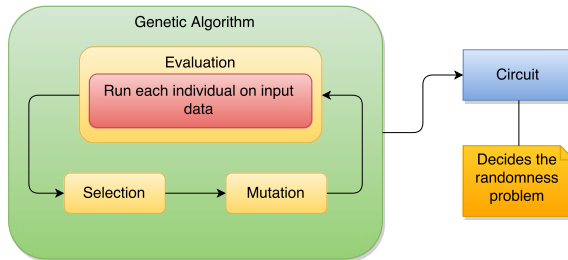 Genetic Algorithm
Evaluation
Run each individual on input
data
Selection
Mutation
Circuit
Decides the
randomness
problem